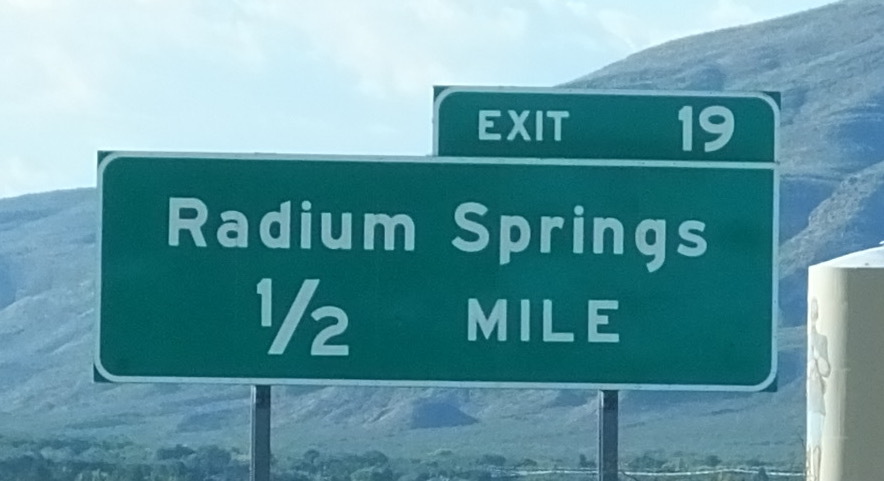 EXIT 19
Radium Springs
1/2 MILE